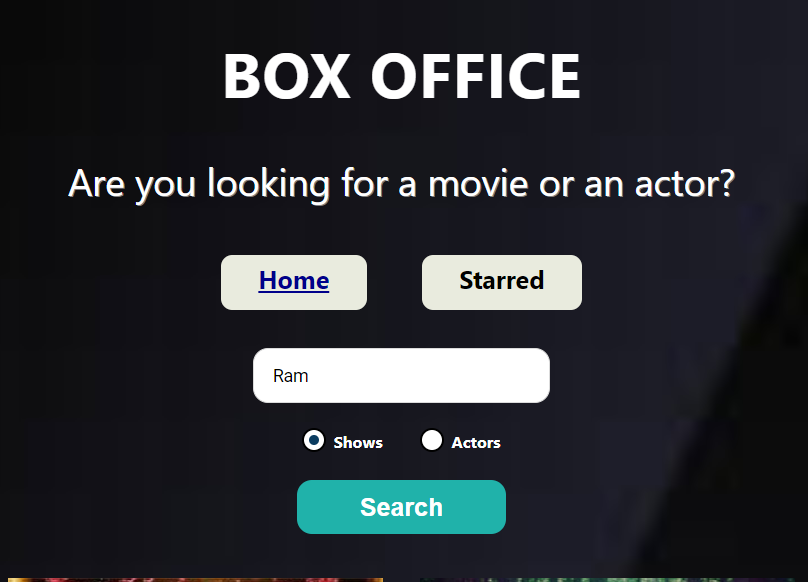 BOX OFFICE
Are you looking for a movie or an actor?
Home Starred
Ram
Shows Actors
Search